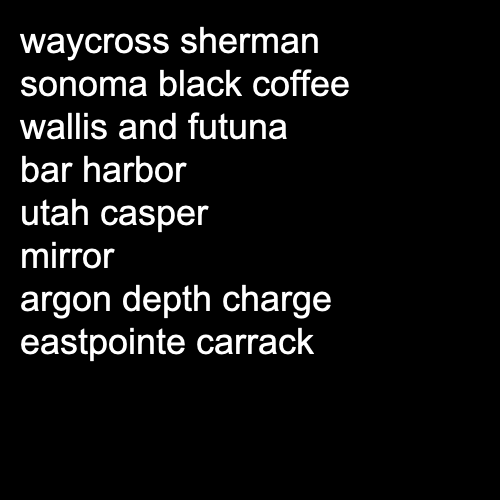 waycross sherman
sonoma black coffee
wallis and futuna
bar harbor
utah casper
mirror
argon depth charge
eastpointe carrack